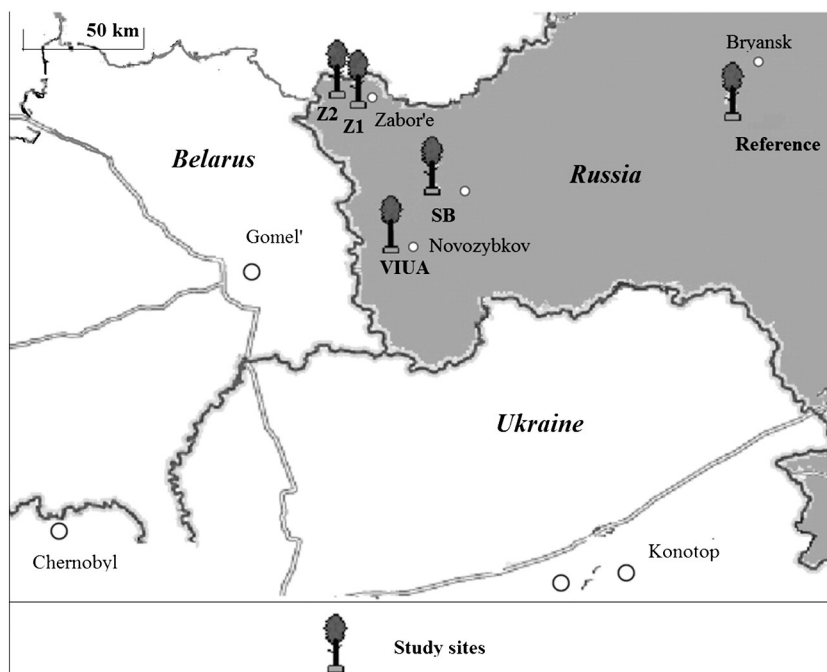 50 km
Bryansk
Z2
Z1
Zabor'e
Reference
Belarus
Russia
SB
Gomel'
Novozybkov
VIUA
Ukraine
Chernobyl
Konotop
Study sites